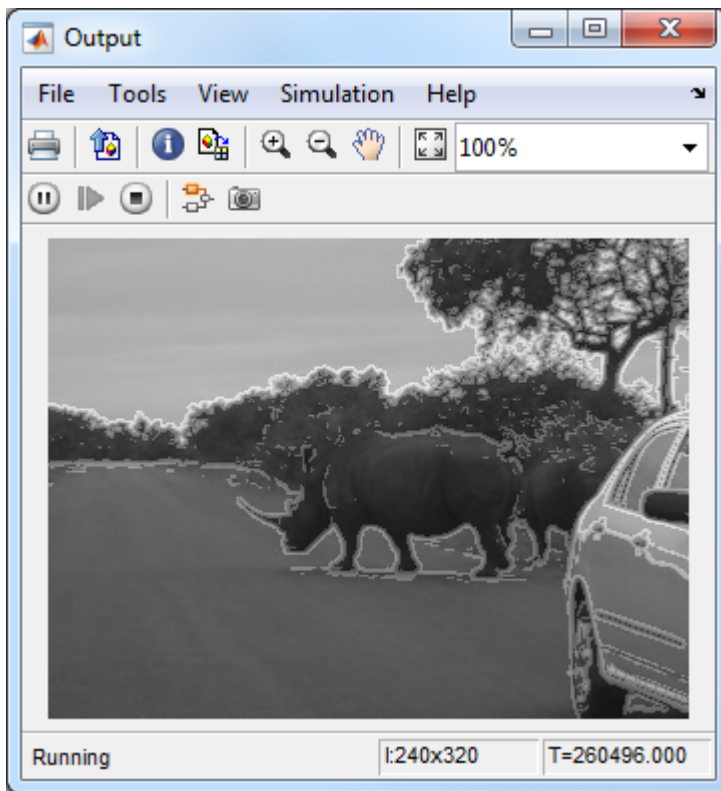 Output
File Tools View Simulation Help
100%
Running I:240x320 T=260496.000